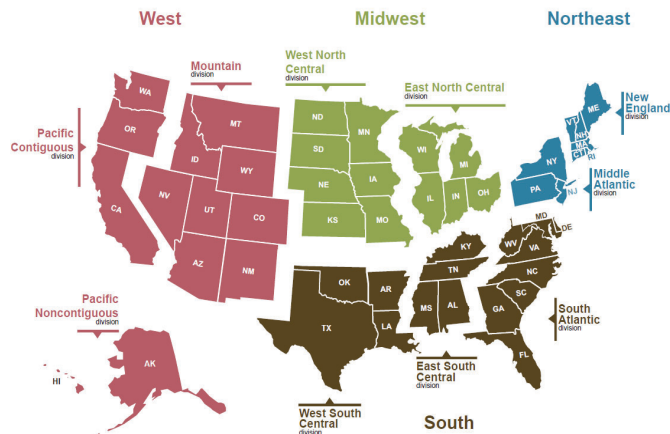 West
Midwest
Northeast
Mountain
division
West North
Central
division
East North Central
division
New
England
division
Pacific
Contiguous
division
Middle
Atlantic
division
WA
OR
CA
MT
ID
WY
NV
UT
CO
AZ
NM
ND
SD
NE
KS
MN
IA
MO
WI
MI
IL
IN
OH
ME
VT
NH
MA
CT
RI
NY
PA
NJ
MD
DE
WV
VA
KY
TN
NC
SC
GA
FL
MS
AL
OK
AR
TX
LA
Pacific
Noncontiguous
division
AK
HI
South
Atlantic
division
East South
Central
division
West South
Central
division
South